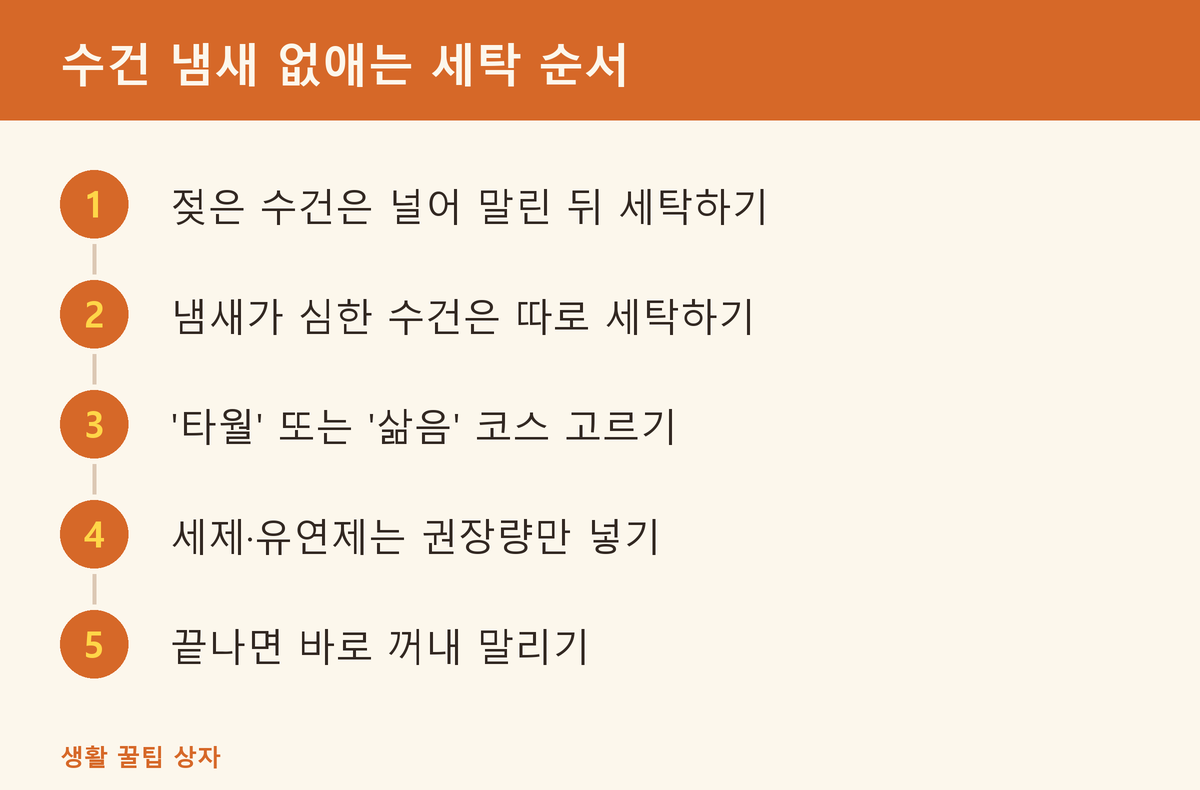 수건 냄새 없애는 세탁 순서
1 젖은 수건은 널어 말린 뒤 세탁하기
2 냄새가 심한 수건은 따로 세탁하기
3 '타월' 또는 '삶음' 코스 고르기
4 세제·유연제는 권장량만 넣기
5 끝나면 바로 꺼내 말리기
생활 꿀팁 상자